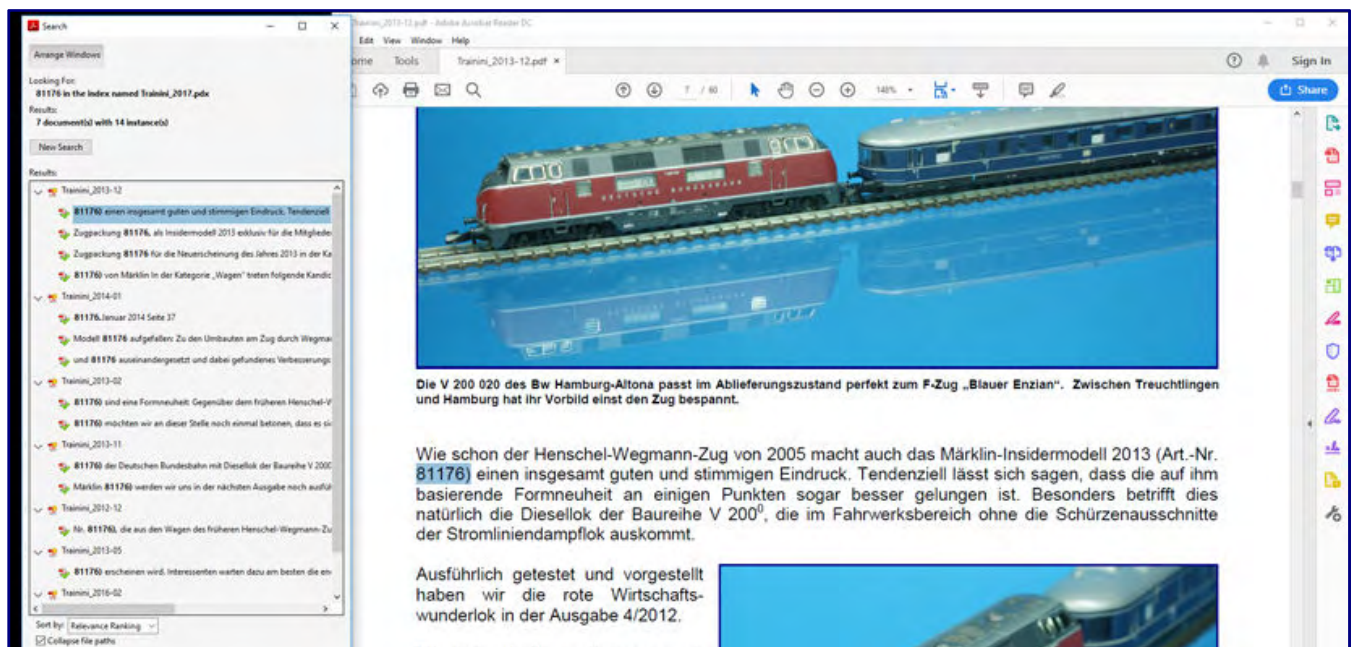 Search
Trainini_2013-12.pdf - Adobe Acrobat Reader DC
Edit View Window Help
Arrange Windows
ome Tools Trainini_2013-12.pdf × Sign In
7 / 60 148% Share
Looking For:
81176 in the index named Trainini_2017.pdx
Results:
7 document(s) with 14 instance(s)
New Search
Results:
Trainini_2013-12
81176) einen insgesamt guten und stimmigen Eindruck. Tendenziell
Zugpackung 81176, als Insidermodell 2013 exklusiv für die Mitglieder
Zugpackung 81176 für die Neuerscheinung des Jahres 2013 in der Ka
81176) von Märklin In der Kategorie „Wagen" treten folgende Kandid
Trainini_2014-01
81176.Januar 2014 Seite 37
Modell 81176 aufgefallen: Zu den Umbauten am Zug durch Wegma
und 81176 auseinandergesetzt und dabei gefundenes Verbesserungs
Trainini_2013-02
81176) sind eine Formneuheit: Gegenüber dem früheren Henschel-V
81176) möchten wir an dieser Stelle noch einmal betonen, dass es si
Trainini_2013-11
81176) der Deutschen Bundesbahn mit Diesellok der Baureihe V 200
Märklin 81176) werden wir uns in der nächsten Ausgabe noch ausfüh
Trainini_2012-12
Nr. 81176), die aus den Wagen des früheren Henschel-Wegmann-Zu
Trainini_2013-05
81176) erscheinen wird. Interessenten warten dazu am besten die en
Trainini_2016-02
Sort by: Relevance Ranking
Collapse file paths
DEUTSCHE BUNDESBAHN
Die V 200 020 des Bw Hamburg-Altona passt im Ablieferungszustand perfekt zum F-Zug „Blauer Enzian". Zwischen Treuchtlingen
und Hamburg hat ihr Vorbild einst den Zug bespannt.
Wie schon der Henschel-Wegmann-Zug von 2005 macht auch das Märklin-Insidermodell 2013 (Art.-Nr.
81176) einen insgesamt guten und stimmigen Eindruck. Tendenziell lässt sich sagen, dass die auf ihm
basierende Formneuheit an einigen Punkten sogar besser gelungen ist. Besonders betrifft dies
natürlich die Diesellok der Baureihe V 200⁰, die im Fahrwerksbereich ohne die Schürzenausschnitte
der Stromliniendampflok auskommt.
Ausführlich getestet und vorgestellt
haben wir die rote Wirtschafts-
wunderlok in der Ausgabe 4/2012.